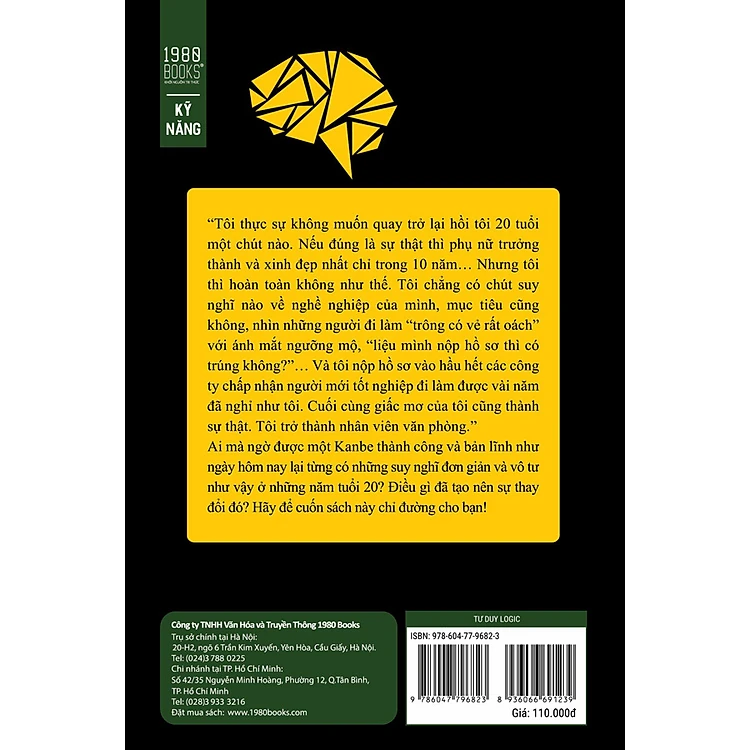 1980
BOOKS®
KHƠI NGUỒN TRI THỨC
KỸ
NĂNG
“Tôi thực sự không muốn quay trở lại hồi tôi 20 tuổi
một chút nào. Nếu đúng là sự thật thì phụ nữ trưởng
thành và xinh đẹp nhất chỉ trong 10 năm… Nhưng tôi
thì hoàn toàn không như thế. Tôi chẳng có chút suy
nghĩ nào về nghề nghiệp của mình, mục tiêu cũng
không, nhìn những người đi làm “trông có vẻ rất oách”
với ánh mắt ngưỡng mộ, “liệu mình nộp hồ sơ thì có
trúng không?”… Và tôi nộp hồ sơ vào hầu hết các công
ty chấp nhận người mới tốt nghiệp đi làm được vài năm
đã nghỉ như tôi. Cuối cùng giấc mơ của tôi cũng thành
sự thật. Tôi trở thành nhân viên văn phòng.”
Ai mà ngờ được một Kanbe thành công và bản lĩnh như
ngày hôm nay lại từng có những suy nghĩ đơn giản và vô tư
như vậy ở những năm tuổi 20? Điều gì đã tạo nên sự thay
đổi đó? Hãy để cuốn sách này chỉ đường cho bạn!
Công ty TNHH Văn Hóa và Truyền Thông 1980 Books
Trụ sở chính tại Hà Nội:
20-H2, ngõ 6 Trần Kim Xuyến, Yên Hòa, Cầu Giấy, Hà Nội.
Tel: (024)3 788 0225
Chi nhánh tại TP. Hồ Chí Minh:
Số 42/35 Nguyễn Minh Hoàng, Phường 12, Q.Tân Bình,
TP. Hồ Chí Minh
Tel: (028)3 933 3216
Đặt mua sách: www.1980books.com
TƯ DUY LOGIC
ISBN: 978-604-77-9682-3
9 786047 796823
8 936066 691239
Giá: 110.000đ